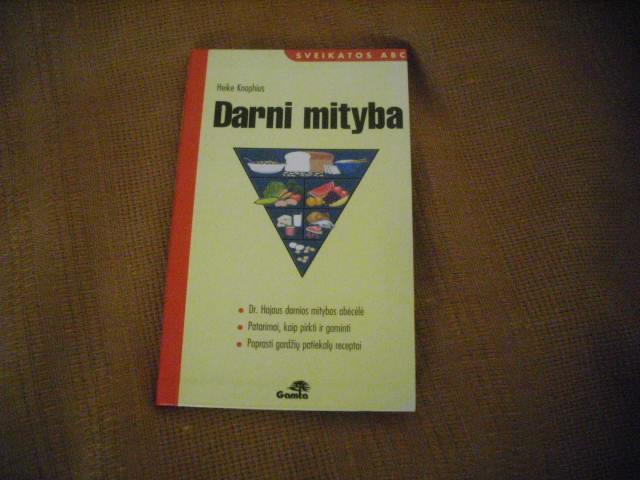 SVEIKATOS ABC
Heike Knophius
Darni mityba
Dr. Hajaus darnios mitybos abėcėlė
Patarimai, kaip pirkti ir gaminti
Paprasti gardžių patiekalų receptai
Gamta